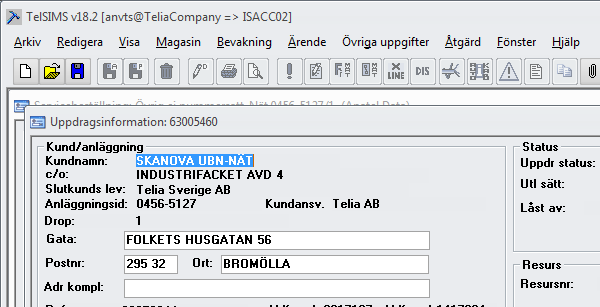 TelSIMS v18.2 [anvts@TeliaCompany => ISACC02]
Arkiv Redigera Visa Magasin Bevakning Ärende Övriga uppgifter Åtgärd Fönster Hjälp
LINE DIS
Uppdragsinformation: 63005460
Kund/anläggning Status
Kundnamn: SKANOVA UBN-NÄT Uppdr status:
c/o: INDUSTRIFACKET AVD 4
Slutkunds lev: Telia Sverige AB Utl sätt:
Anläggningsid: 0456-5127 Kundansv. Telia AB Låst av:
Drop: 1
Gata: FOLKETS HUSGATAN 56
Postnr: 295 32 Ort: BROMÖLLA Resurs
Adr kompl: Resursnr: